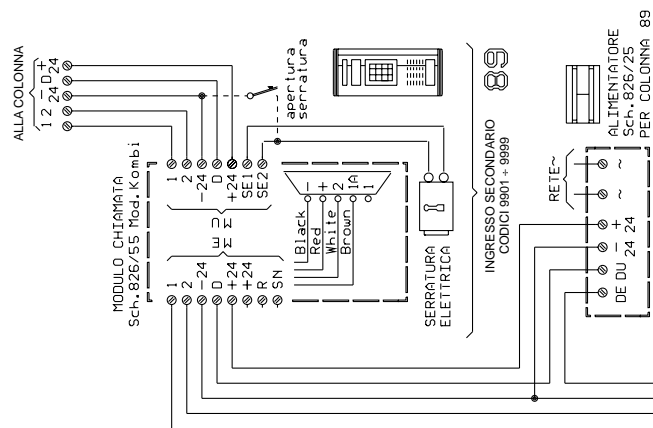 ALLA COLONNA
1
2
-24
D
+24
apertura
serratura
MODULO CHIAMATA
Sch.826/55 Mod.Kombi
1
2
-24
D
+24
SE1
SE2
MU
ME
1
2
-24
D
+24
+24
R
SN
-
+
2
1A
1
Black
Red
White
Brown
SERRATURA
ELETTRICA
INGRESSO SECONDARIO
CODICI 9901 ÷ 9999
89
ALIMENTATORE
Sch.826/25
PER COLONNA 89
RETE~
~
~
+ 24
- 24
DU
DE